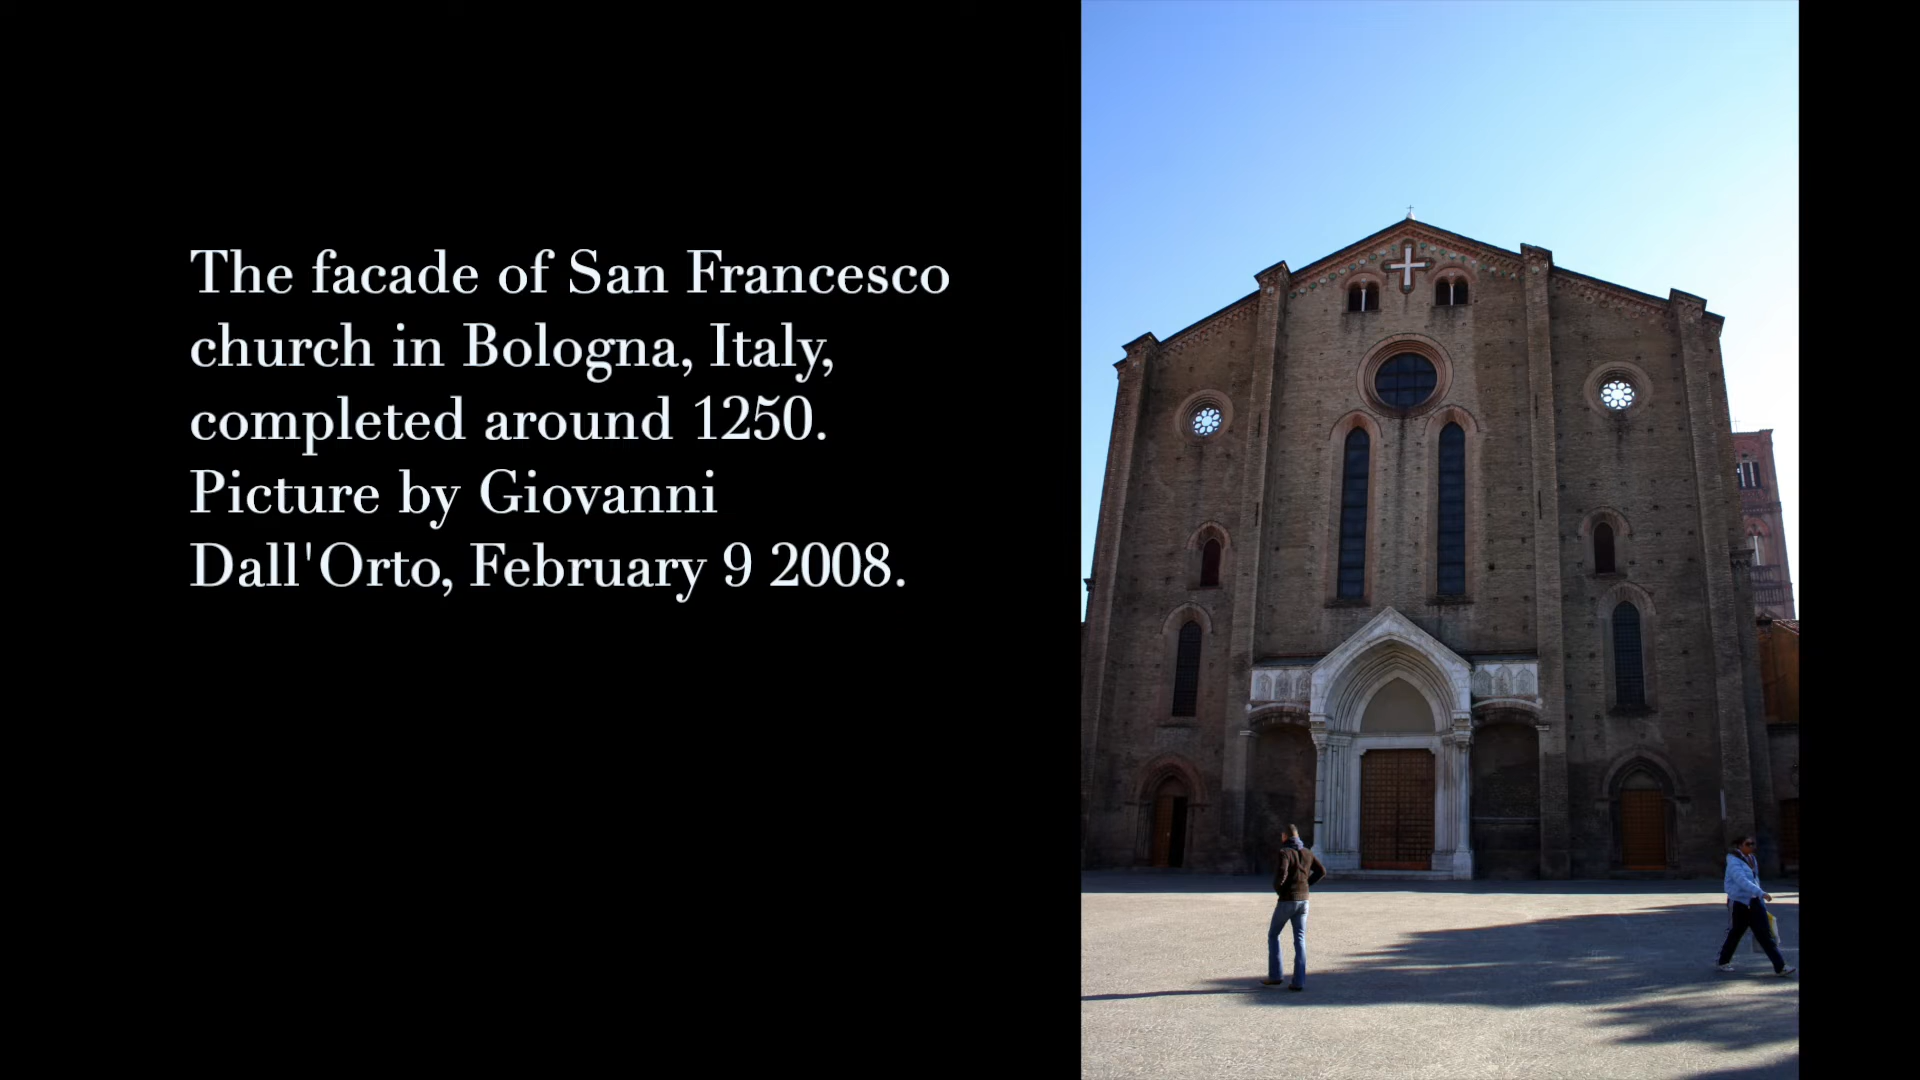 The facade of San Francesco
church in Bologna, Italy,
completed around 1250.
Picture by Giovanni
Dall'Orto, February 9 2008.